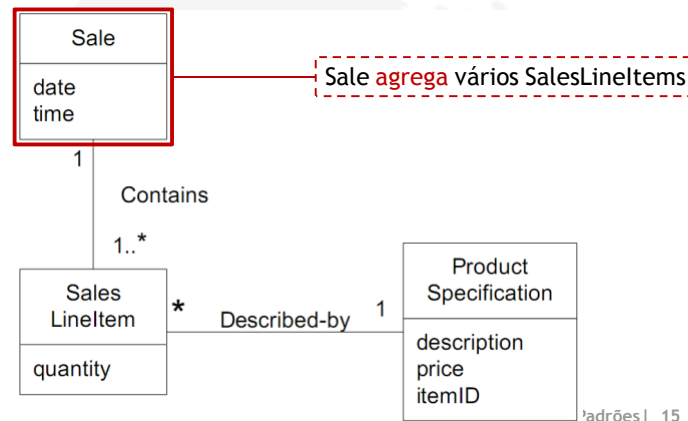 Sale
date
time
Sale agrega vários SalesLineItems
1
Contains
1..*
Sales
LineItem
quantity
*
Described-by
1
Product
Specification
description
price
itemID
Padrões| 15